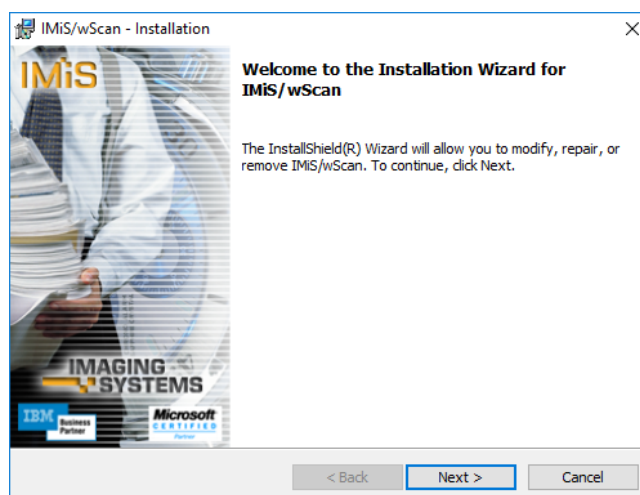 IMiS/wScan - Installation
IMiS
Welcome to the Installation Wizard for
IMiS/wScan
The InstallShield(R) Wizard will allow you to modify, repair, or
remove IMiS/wScan. To continue, click Next.
IMAGING
SYSTEMS
IBM Business
Partner
Microsoft
CERTIFIED
Partner
< Back Next > Cancel